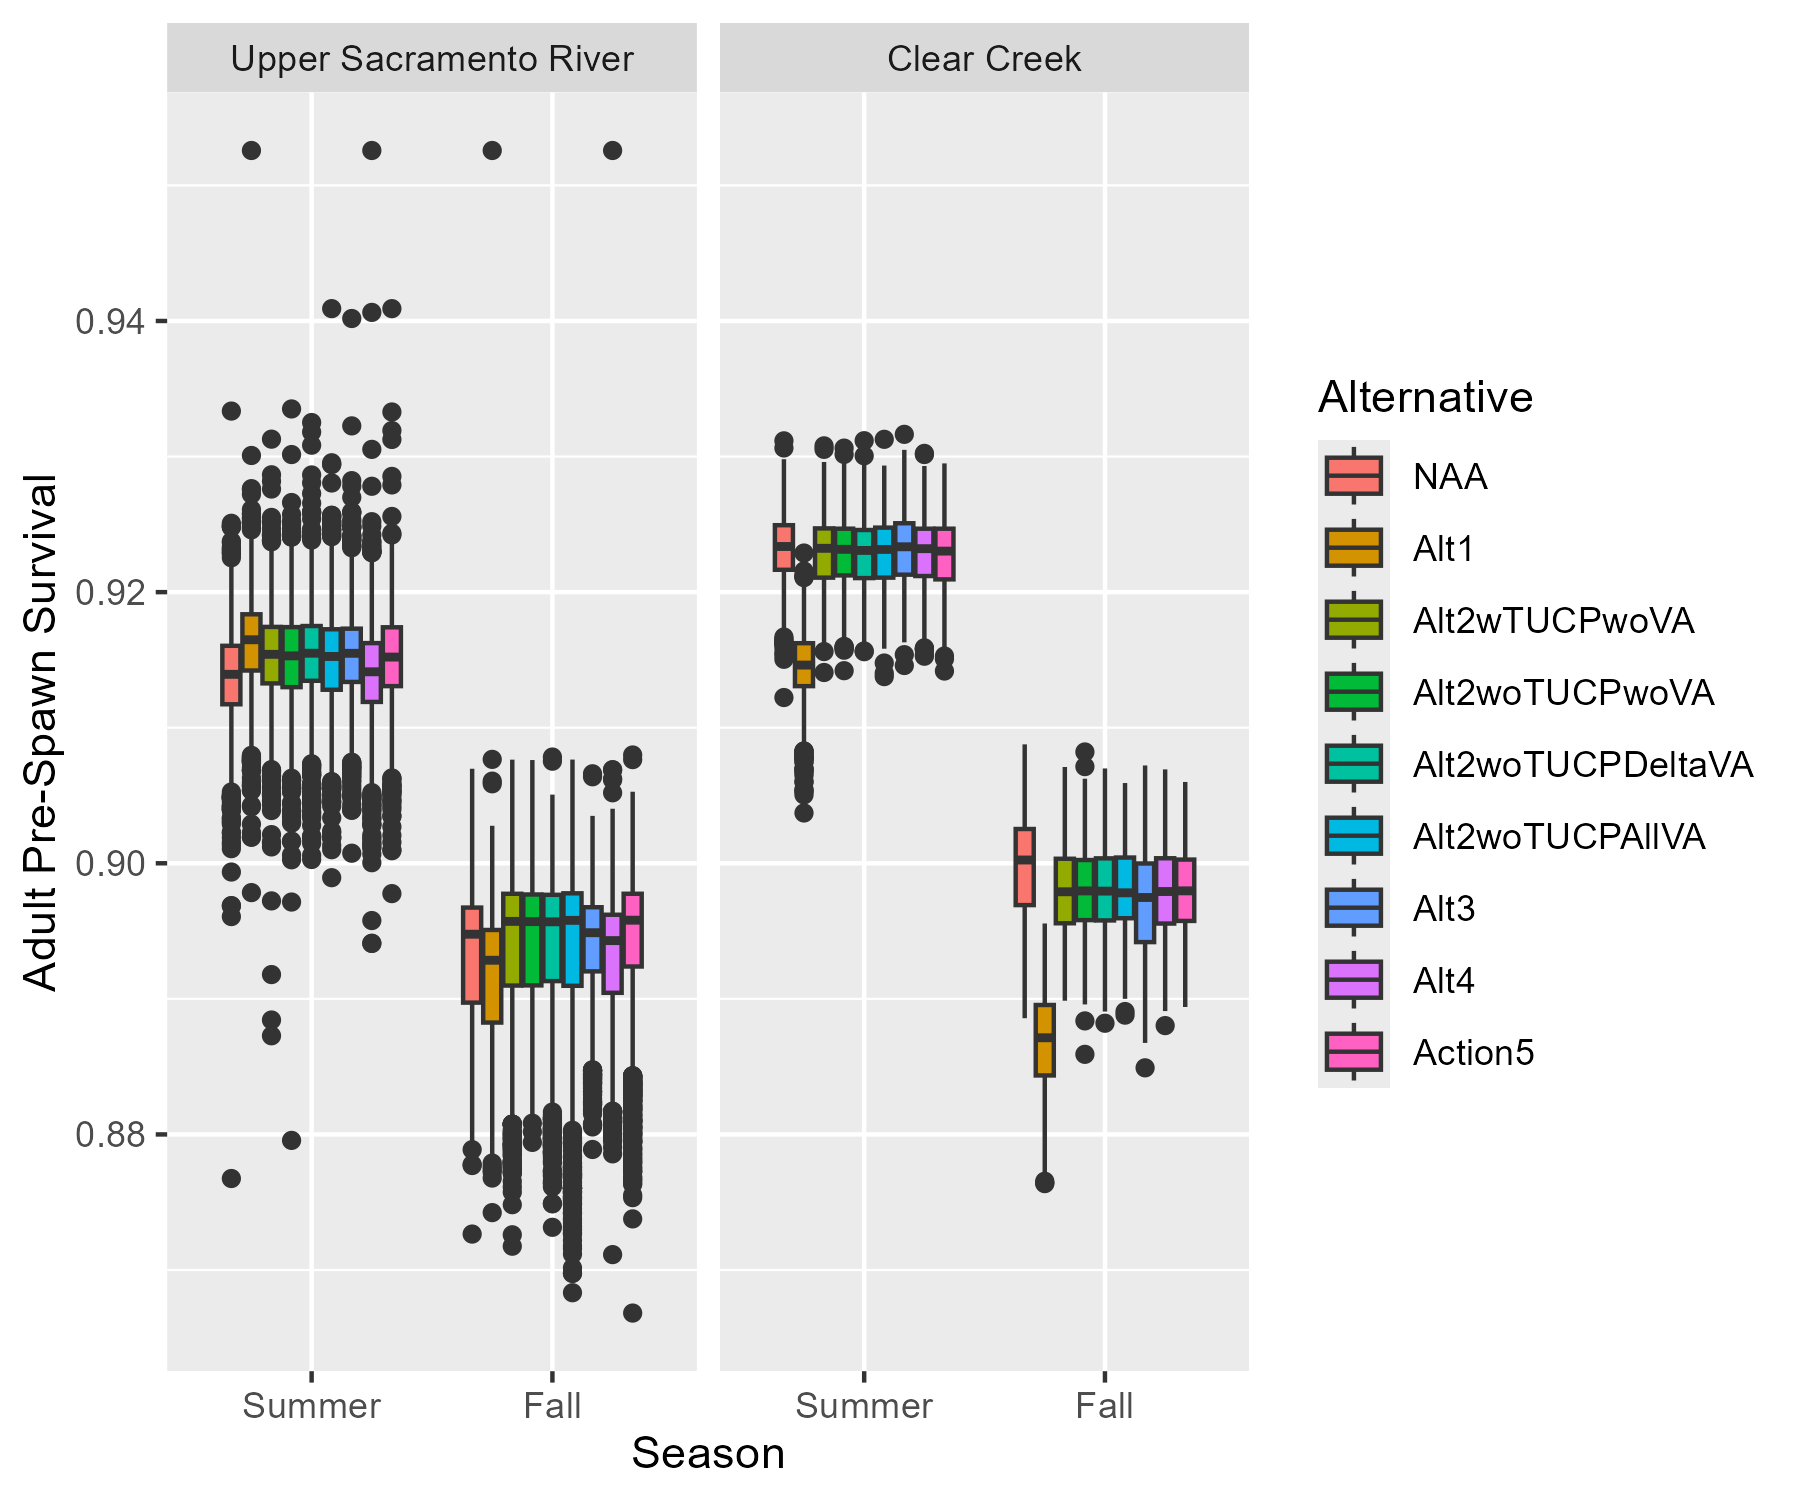 Upper Sacramento River
Clear Creek
Adult Pre-Spawn Survival
0.94
0.92
0.90
0.88
Summer
Fall
Summer
Fall
Season
Alternative
NAA
Alt1
Alt2wTUCPwoVA
Alt2woTUCPwoVA
Alt2woTUCPDeltaVA
Alt2woTUCPAllVA
Alt3
Alt4
Action5